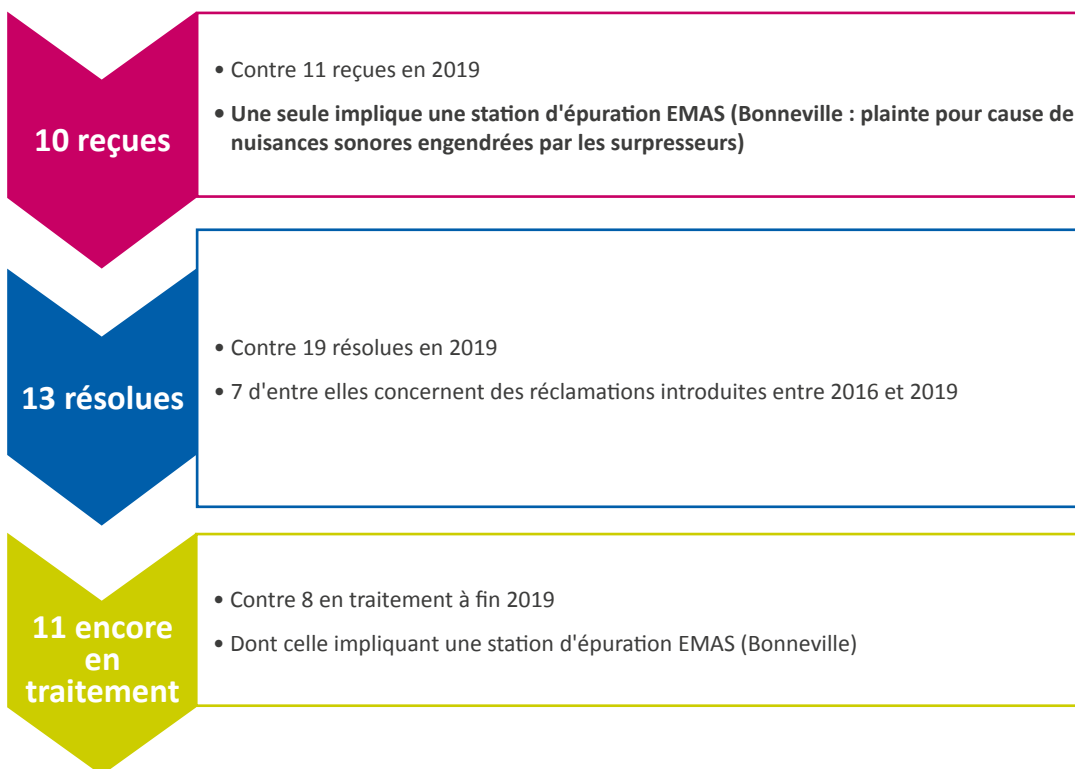 10 reçues
• Contre 11 reçues en 2019
• Une seule implique une station d'épuration EMAS (Bonneville : plainte pour cause de
nuisances sonores engendrées par les surpresseurs)
13 résolues
• Contre 19 résolues en 2019
• 7 d'entre elles concernent des réclamations introduites entre 2016 et 2019
11 encore
en
traitement
• Contre 8 en traitement à fin 2019
• Dont celle impliquant une station d'épuration EMAS (Bonneville)